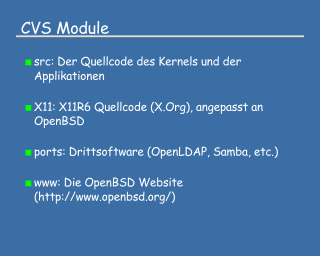 CVS Module
src: Der Quellcode des Kernels und der
Applikationen
X11: X11R6 Quellcode (X.Org), angepasst an
OpenBSD
ports: Drittsoftware (OpenLDAP, Samba, etc.)
www: Die OpenBSD Website
(http://www.openbsd.org/)